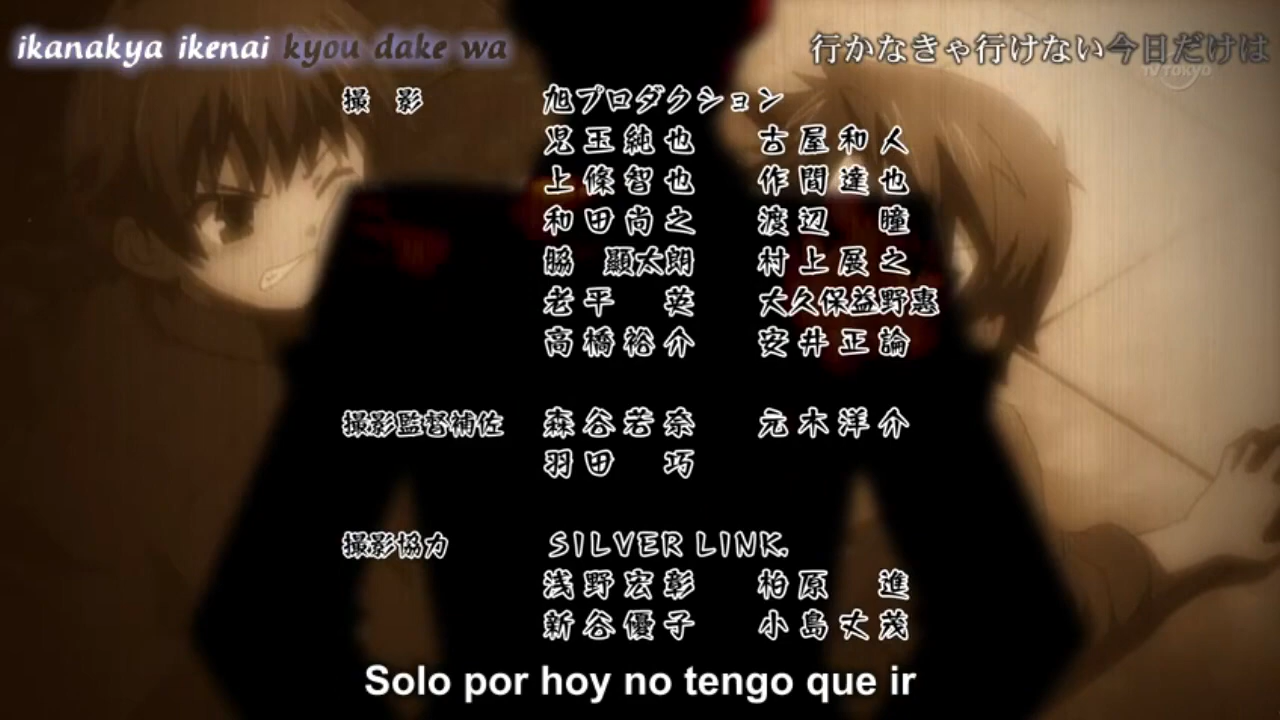 ikanakya ikenai kyou dake wa
行かなきゃ行けない今日だけは
TV TOKYO
撮 影 旭プロダクション
児玉純也 古屋和人
上條智也 作間達也
和田尚之 渡辺 瞳
脇 顯太朗 村上展之
老平 英 大久保益野惠
高橋裕介 安井正論
撮影監督補佐 森谷若奈 元木洋介
羽田 巧
撮影協力 SILVER LINK.
浅野宏彰 柏原 進
新谷優子 小島丈茂
Solo por hoy no tengo que ir